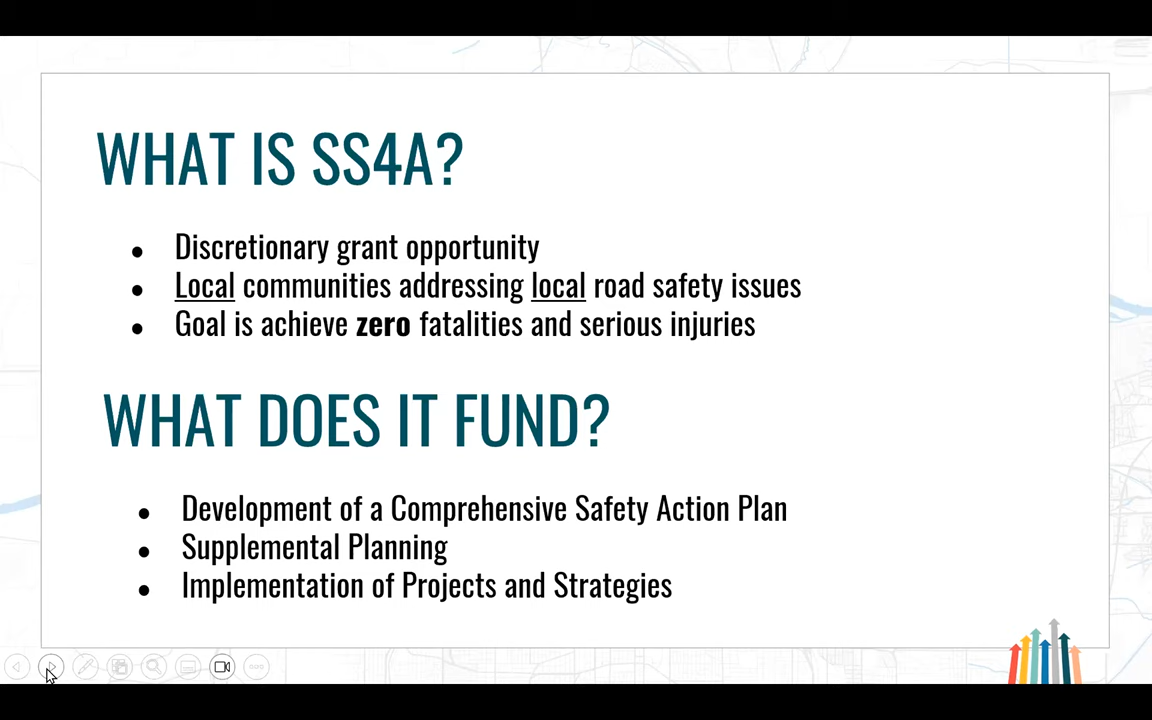 WHAT IS SS4A?
● Discretionary grant opportunity
● Local communities addressing local road safety issues
● Goal is achieve zero fatalities and serious injuries
WHAT DOES IT FUND?
● Development of a Comprehensive Safety Action Plan
● Supplemental Planning
● Implementation of Projects and Strategies